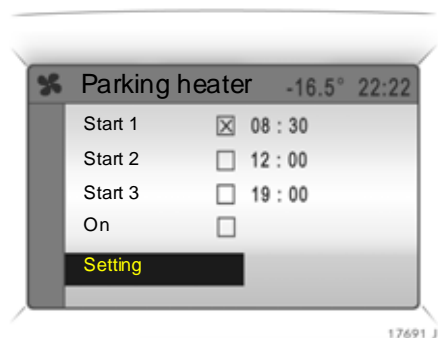 Parking heater -16.5° 22:22
Start 1 ☒ 08 : 30
Start 2 ☐ 12 : 00
Start 3 ☐ 19 : 00
On ☐
Setting
17691 J